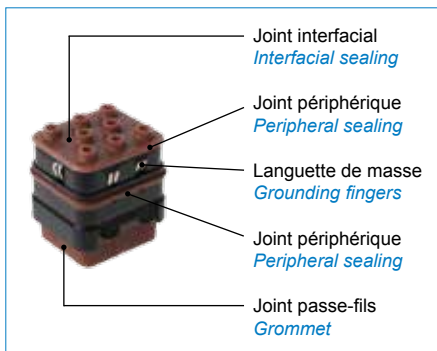 Joint interfacial
Interfacial sealing
Joint périphérique
Peripheral sealing
Languette de masse
Grounding fingers
Joint périphérique
Peripheral sealing
Joint passe-fils
Grommet